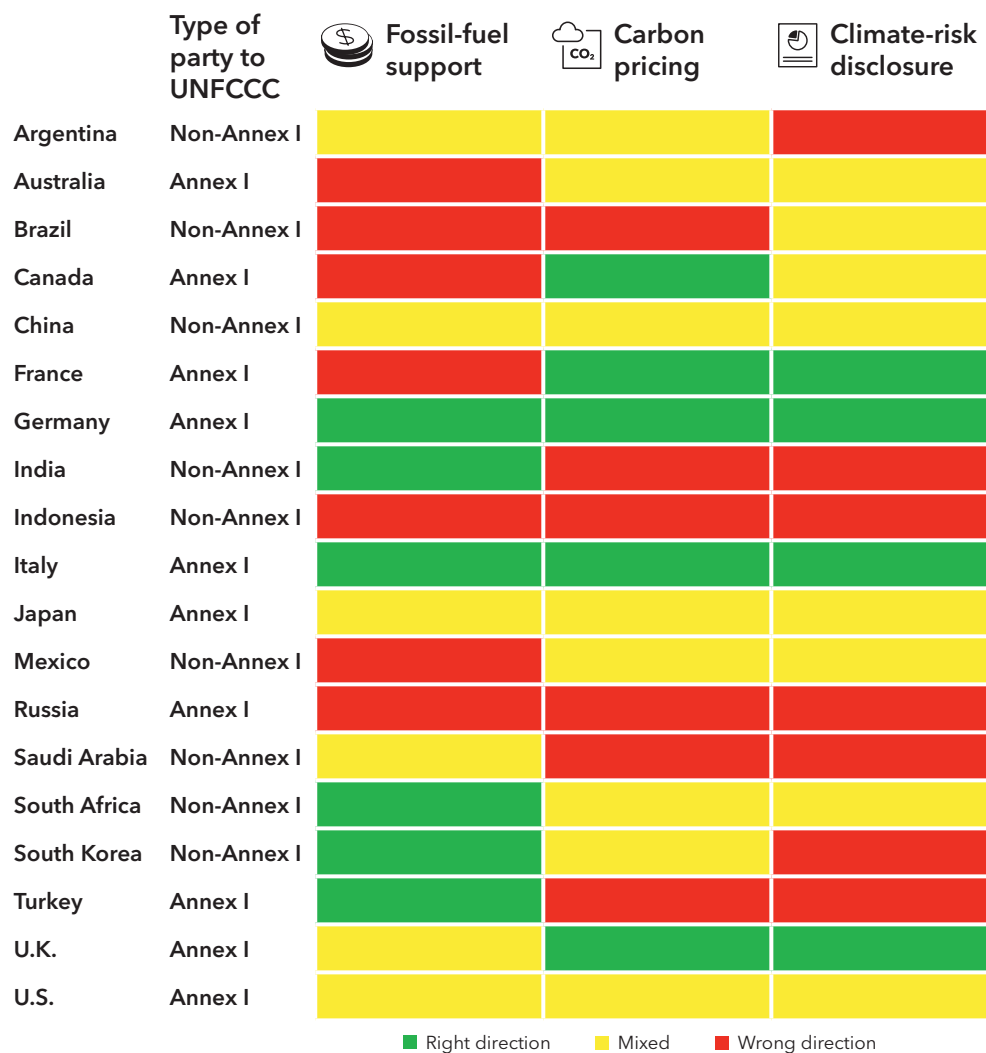 Type of
party to
UNFCCC
$ Fossil-fuel
support
CO₂ Carbon
pricing
Climate-risk
disclosure
Argentina Non-Annex I
Australia Annex I
Brazil Non-Annex I
Canada Annex I
China Non-Annex I
France Annex I
Germany Annex I
India Non-Annex I
Indonesia Non-Annex I
Italy Annex I
Japan Annex I
Mexico Non-Annex I
Russia Annex I
Saudi Arabia Non-Annex I
South Africa Non-Annex I
South Korea Non-Annex I
Turkey Annex I
U.K. Annex I
U.S. Annex I
Right direction Mixed Wrong direction